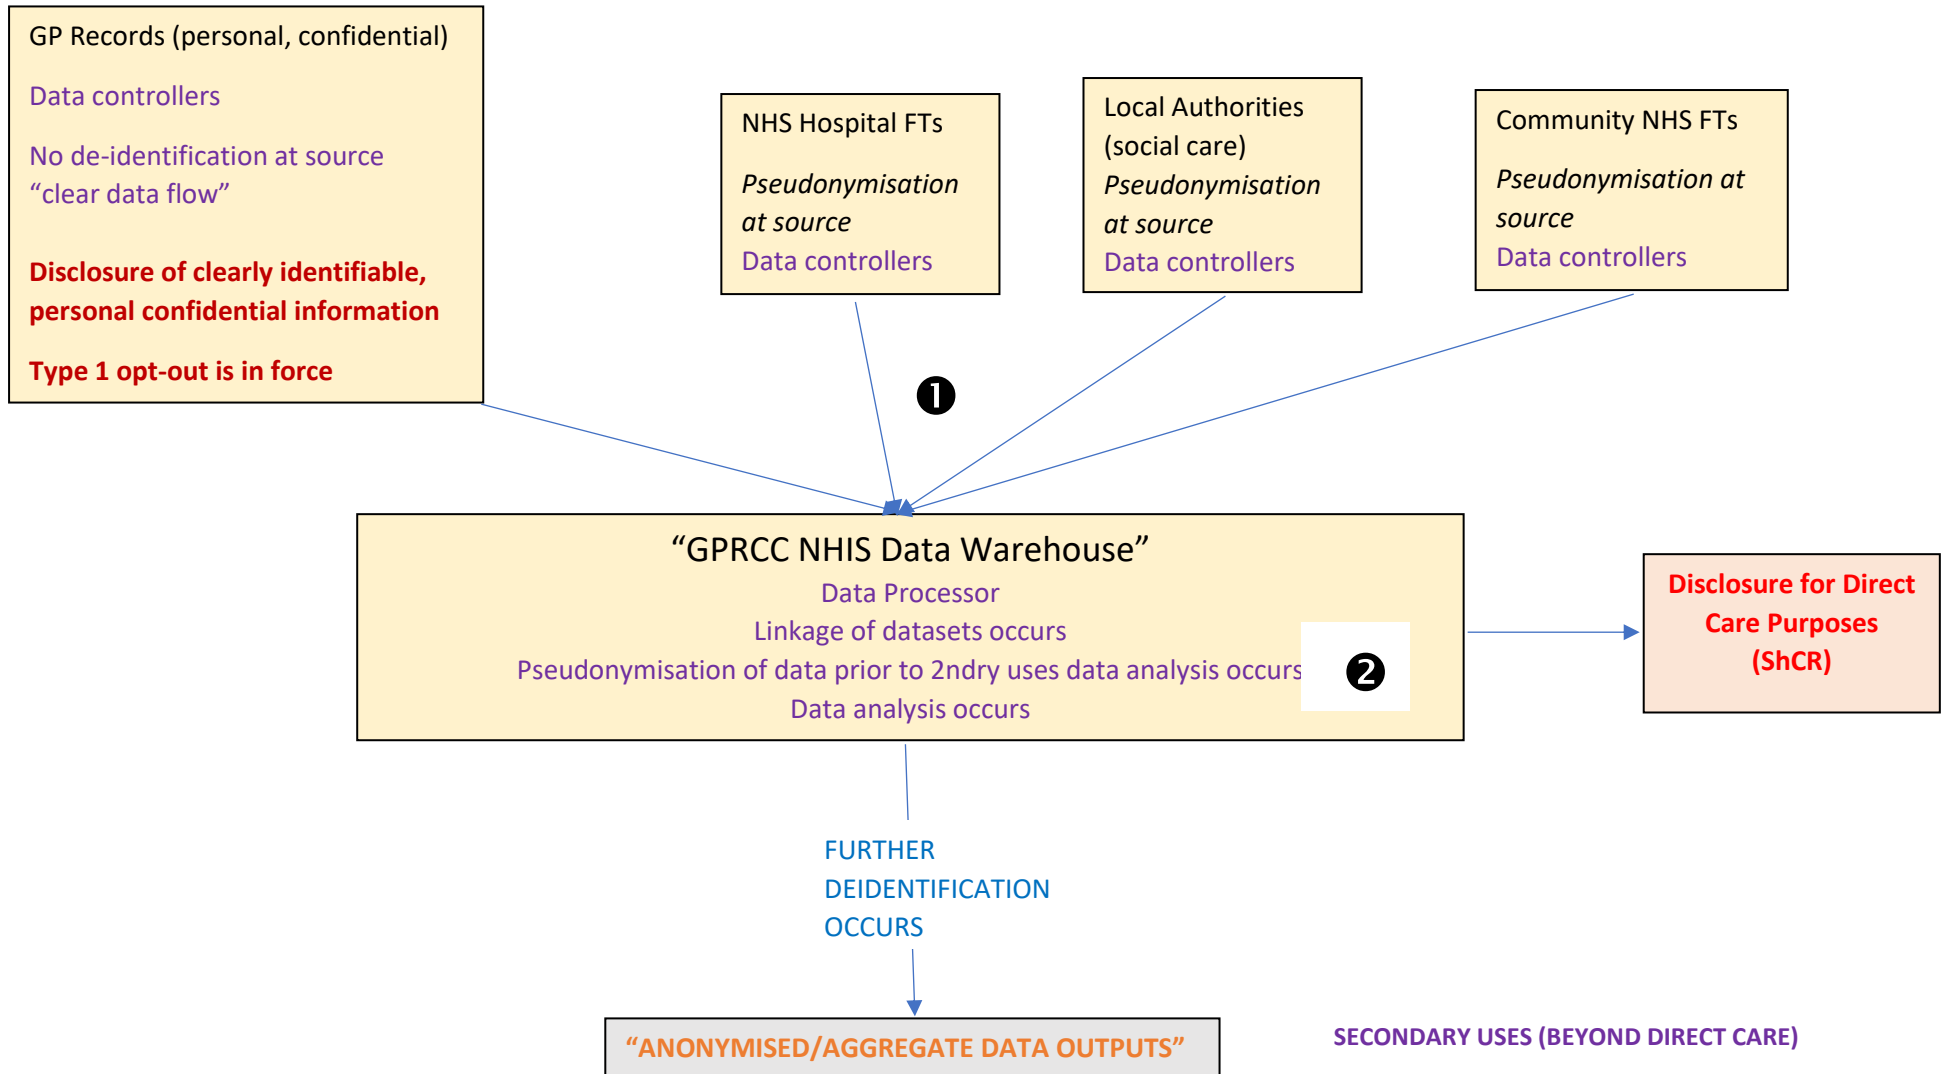 GP Records (personal, confidential)
Data controllers
No de-identification at source
“clear data flow”
Disclosure of clearly identifiable,
personal confidential information
Type 1 opt-out is in force
NHS Hospital FTs
Pseudonymisation
at source
Data controllers
Local Authorities
(social care)
Pseudonymisation
at source
Data controllers
Community NHS FTs
Pseudonymisation at
source
Data controllers
❶
“GPRCC NHIS Data Warehouse”
Data Processor
Linkage of datasets occurs
Pseudonymisation of data prior to 2ndry uses data analysis occurs
Data analysis occurs
❷
Disclosure for Direct
Care Purposes
(ShCR)
FURTHER
DEIDENTIFICATION
OCCURS
“ANONYMISED/AGGREGATE DATA OUTPUTS”
SECONDARY USES (BEYOND DIRECT CARE)